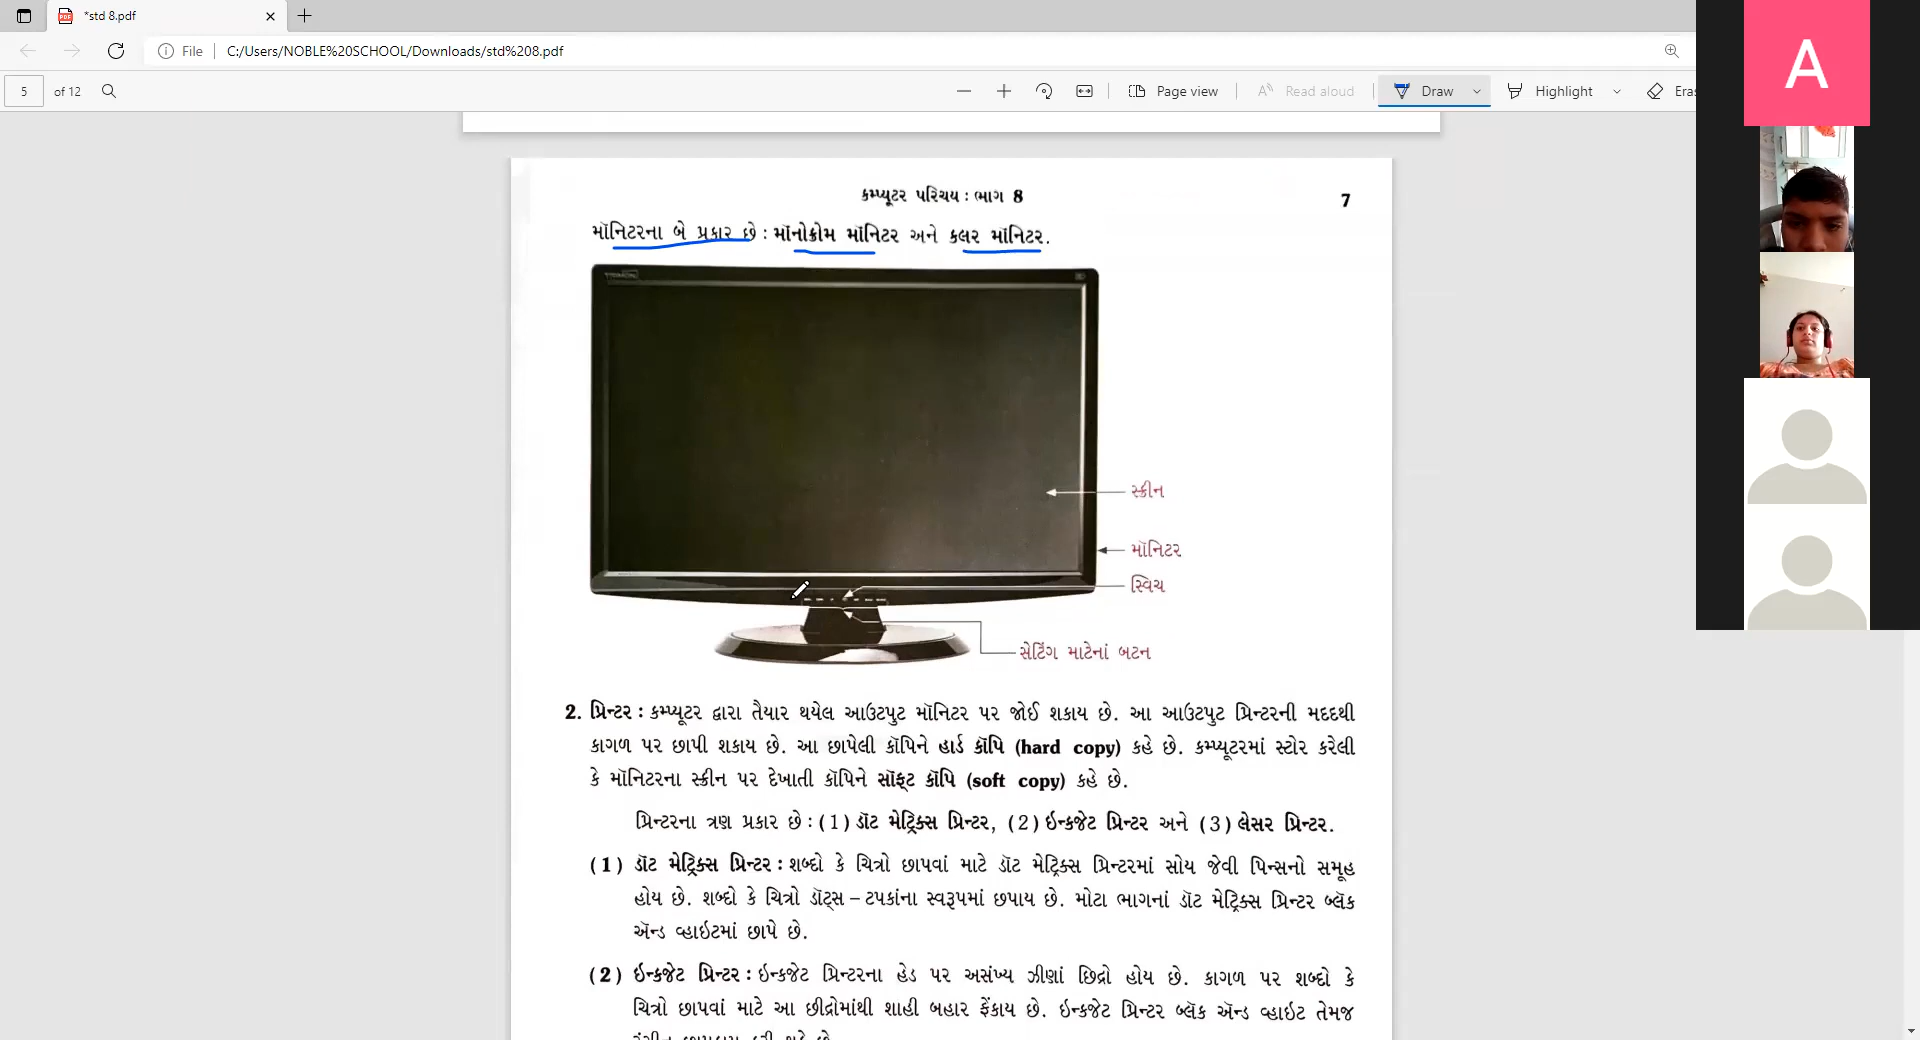 *std 8.pdf
File
C:/Users/NOBLE%20SCHOOL/Downloads/std%208.pdf
5
of 12
Page view
Read aloud
Draw
Highlight
Eras
A
કમ્પ્યૂટર પરિચય : ભાગ 8
7
મૉનિટરના બે પ્રકાર છે : મૉનોક્રોમ મૉનિટર અને કલર મૉનિટર.
સ્ક્રીન
મૉનિટર
સ્વિચ
સેટિંગ માટેનાં બટન
2. પ્રિન્ટર : કમ્પ્યૂટર દ્વારા તૈયાર થયેલ આઉટપુટ મૉનિટર પર જોઈ શકાય છે. આ આઉટપુટ પ્રિન્ટરની મદદથી
કાગળ પર છાપી શકાય છે. આ છાપેલી કૉપિને હાર્ડ કૉપિ (hard copy) કહે છે. કમ્પ્યૂટરમાં સ્ટોર કરેલી
કે મૉનિટરના સ્ક્રીન પર દેખાતી કૉપિને સૉફ્ટ કૉપિ (soft copy) કહે છે.
પ્રિન્ટરના ત્રણ પ્રકાર છે : (1) ડૉટ મેટ્રિક્સ પ્રિન્ટર, (2) ઇન્કજેટ પ્રિન્ટર અને (3) લેસર પ્રિન્ટર.
(1) ડૉટ મેટ્રિક્સ પ્રિન્ટર : શબ્દો કે ચિત્રો છાપવાં માટે ડૉટ મેટ્રિક્સ પ્રિન્ટરમાં સોય જેવી પિન્સનો સમૂહ
હોય છે. શબ્દો કે ચિત્રો ડૉટ્સ – ટપકાંના સ્વરૂપમાં છપાય છે. મોટા ભાગનાં ડૉટ મેટ્રિક્સ પ્રિન્ટર બ્લૅક
ઍન્ડ વ્હાઇટમાં છાપે છે.
(2) ઇન્કજેટ પ્રિન્ટર : ઇન્કજેટ પ્રિન્ટરના હેડ પર અસંખ્ય ઝીણાં છિદ્રો હોય છે. કાગળ પર શબ્દો કે
ચિત્રો છાપવાં માટે આ છીદ્રોમાંથી શાહી બહાર ફેંકાય છે. ઇન્કજેટ પ્રિન્ટર બ્લૅક ઍન્ડ વ્હાઇટ તેમજ